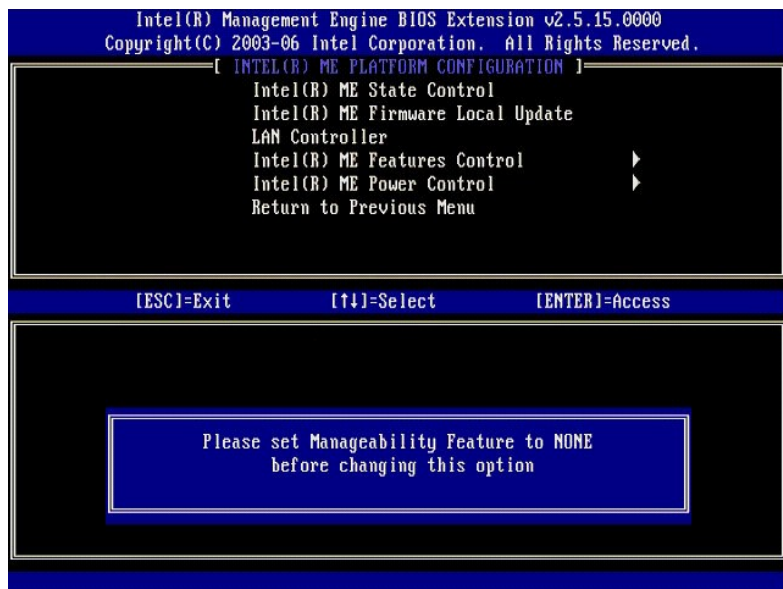 Intel(R) Management Engine BIOS Extension v2.5.15.0000
Copyright(C) 2003-06 Intel Corporation. All Rights Reserved.
[ INTEL(R) ME PLATFORM CONFIGURATION ]
Intel(R) ME State Control
Intel(R) ME Firmware Local Update
LAN Controller
Intel(R) ME Features Control ►
Intel(R) ME Power Control ►
Return to Previous Menu
[ESC]=Exit [↑↓]=Select [ENTER]=Access
Please set Manageability Feature to NONE
before changing this option